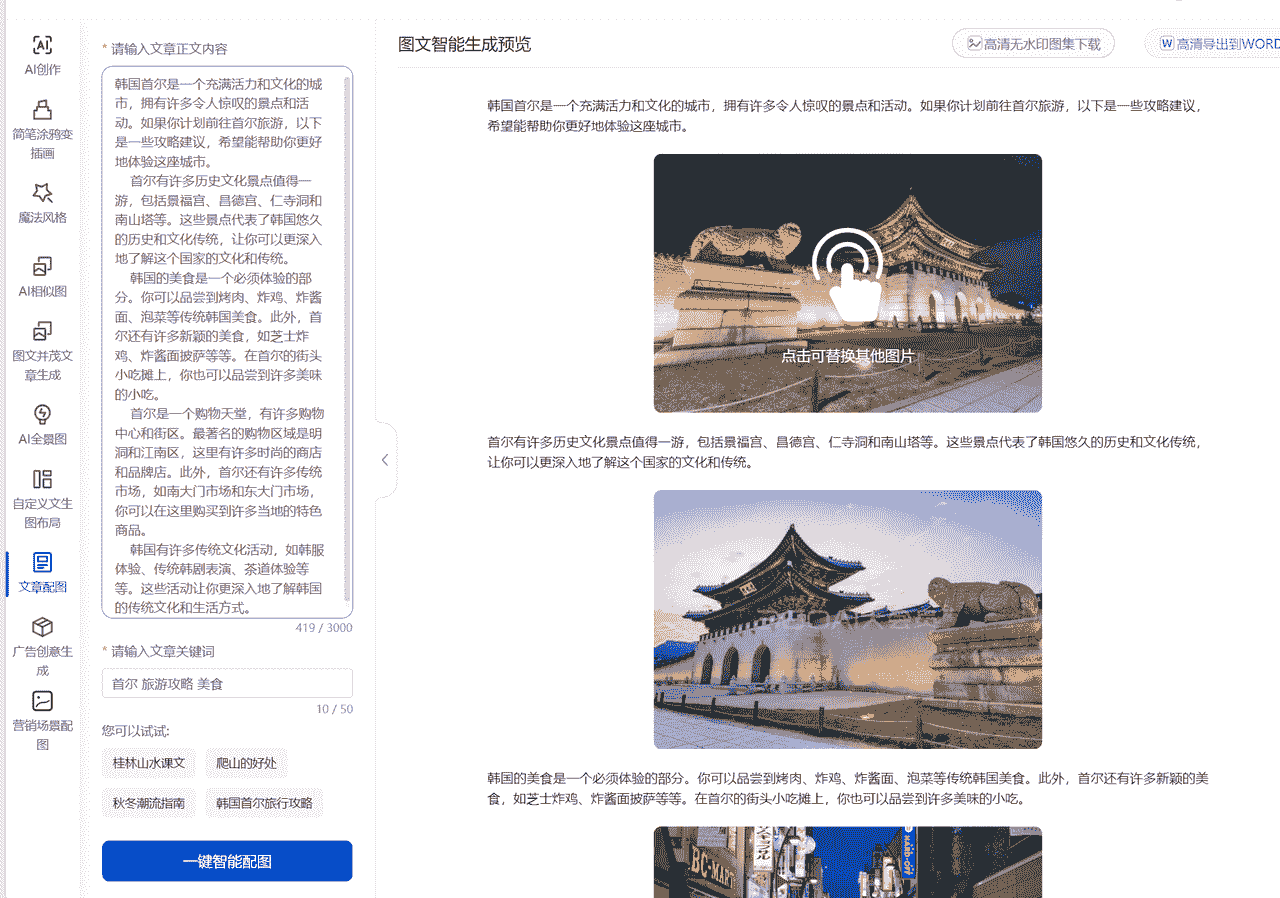 AI创作
简笔涂鸦变
插画
魔法风格
AI相似图
图文并茂文
章生成
AI全景图
自定义文生
图布局
文章配图
广告创意生
成
营销场景配
图
* 请输入文章正文内容
韩国首尔是一个充满活力和文化的城
市，拥有许多令人惊叹的景点和活
动。如果你计划前往首尔旅游，以下
是一些攻略建议，希望能帮助你更好
地体验这座城市。
首尔有许多历史文化景点值得一
游，包括景福宫、昌德宫、仁寺洞和
南山塔等。这些景点代表了韩国悠久
的历史和文化传统，让你可以更深入
地了解这个国家的文化和传统。
韩国的美食是一个必须体验的部
分。你可以品尝到烤肉、炸鸡、炸酱
面、泡菜等传统韩国美食。此外，首
尔还有许多新颖的美食，如芝士炸
鸡、炸酱面披萨等等。在首尔的街头
小吃摊上，你也可以品尝到许多美味
的小吃。
首尔是一个购物天堂，有许多购物
中心和街区。最著名的购物区域是明
洞和江南区，这里有许多时尚的商店
和品牌店。此外，首尔还有许多传统
市场，如南大门市场和东大门市场，
你可以在这里购买到许多当地的特色
商品。
韩国有许多传统文化活动，如韩服
体验、传统韩剧表演、茶道体验等
等。这些活动让你更深入地了解韩国
的传统文化和生活方式。
419 / 3000
* 请输入文章关键词
首尔 旅游攻略 美食
10 / 50
您可以试试:
桂林山水课文
爬山的好处
秋冬潮流指南
韩国首尔旅行攻略
一键智能配图
图文智能生成预览
高清无水印图集下载
W 高清导出到WORD
韩国首尔是一个充满活力和文化的城市，拥有许多令人惊叹的景点和活动。如果你计划前往首尔旅游，以下是一些攻略建议，
希望能帮助你更好地体验这座城市。
点击可替换其他图片
首尔有许多历史文化景点值得一游，包括景福宫、昌德宫、仁寺洞和南山塔等。这些景点代表了韩国悠久的历史和文化传统，
让你可以更深入地了解这个国家的文化和传统。
韩国的美食是一个必须体验的部分。你可以品尝到烤肉、炸鸡、炸酱面、泡菜等传统韩国美食。此外，首尔还有许多新颖的美
食，如芝士炸鸡、炸酱面披萨等等。在首尔的街头小吃摊上，你也可以品尝到许多美味的小吃。
BC-MART
HARD-OFF